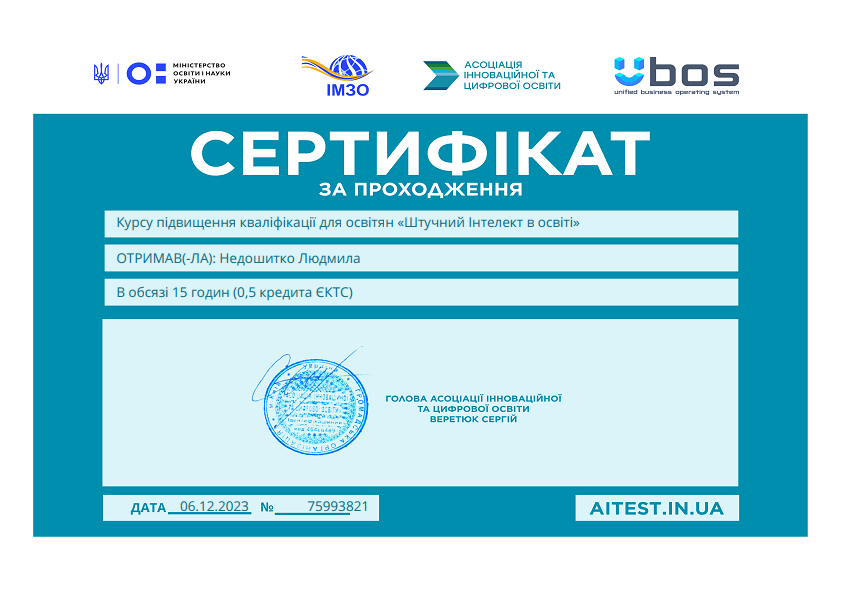 МІНІСТЕРСТВО
ОСВІТИ І НАУКИ
УКРАЇНИ
ІМЗО
АСОЦІАЦІЯ
ІННОВАЦІЙНОЇ ТА
ЦИФРОВОЇ ОСВІТИ
Ubos
unified business operating system
СЕРТИФІКАТ
ЗА ПРОХОДЖЕННЯ
Курсу підвищення кваліфікації для освітян «Штучний Інтелект в освіті»
ОТРИМАВ(-ЛА): Недошитко Людмила
В обсязі 15 годин (0,5 кредита ЄКТС)
ГОЛОВА АСОЦІАЦІЇ ІННОВАЦІЙНОЇ
ТА ЦИФРОВОЇ ОСВІТИ
ВЕРЕТЮК СЕРГІЙ
ДАТА 06.12.2023 № 75993821
AITEST.IN.UA